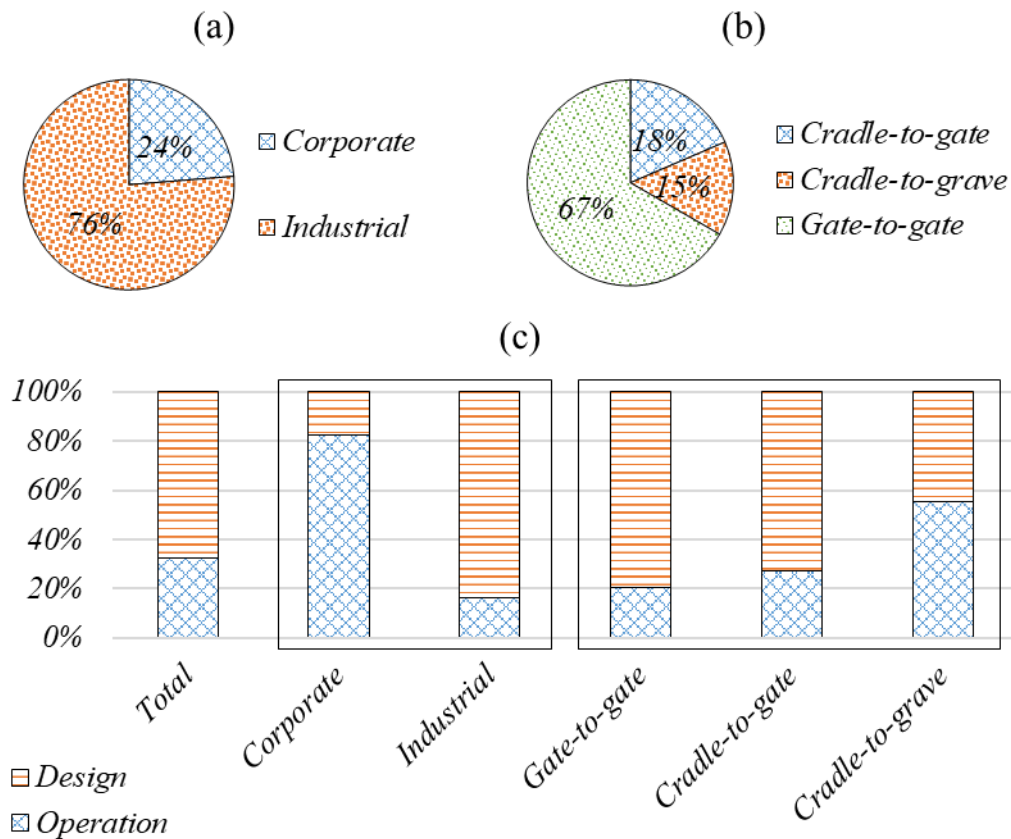 (a)
(b)
24%
76%
Corporate
Industrial
18%
15%
67%
Cradle-to-gate
Cradle-to-grave
Gate-to-gate
(c)
100%
80%
60%
40%
20%
0%
Total
Corporate
Industrial
Gate-to-gate
Cradle-to-gate
Cradle-to-grave
Design
Operation